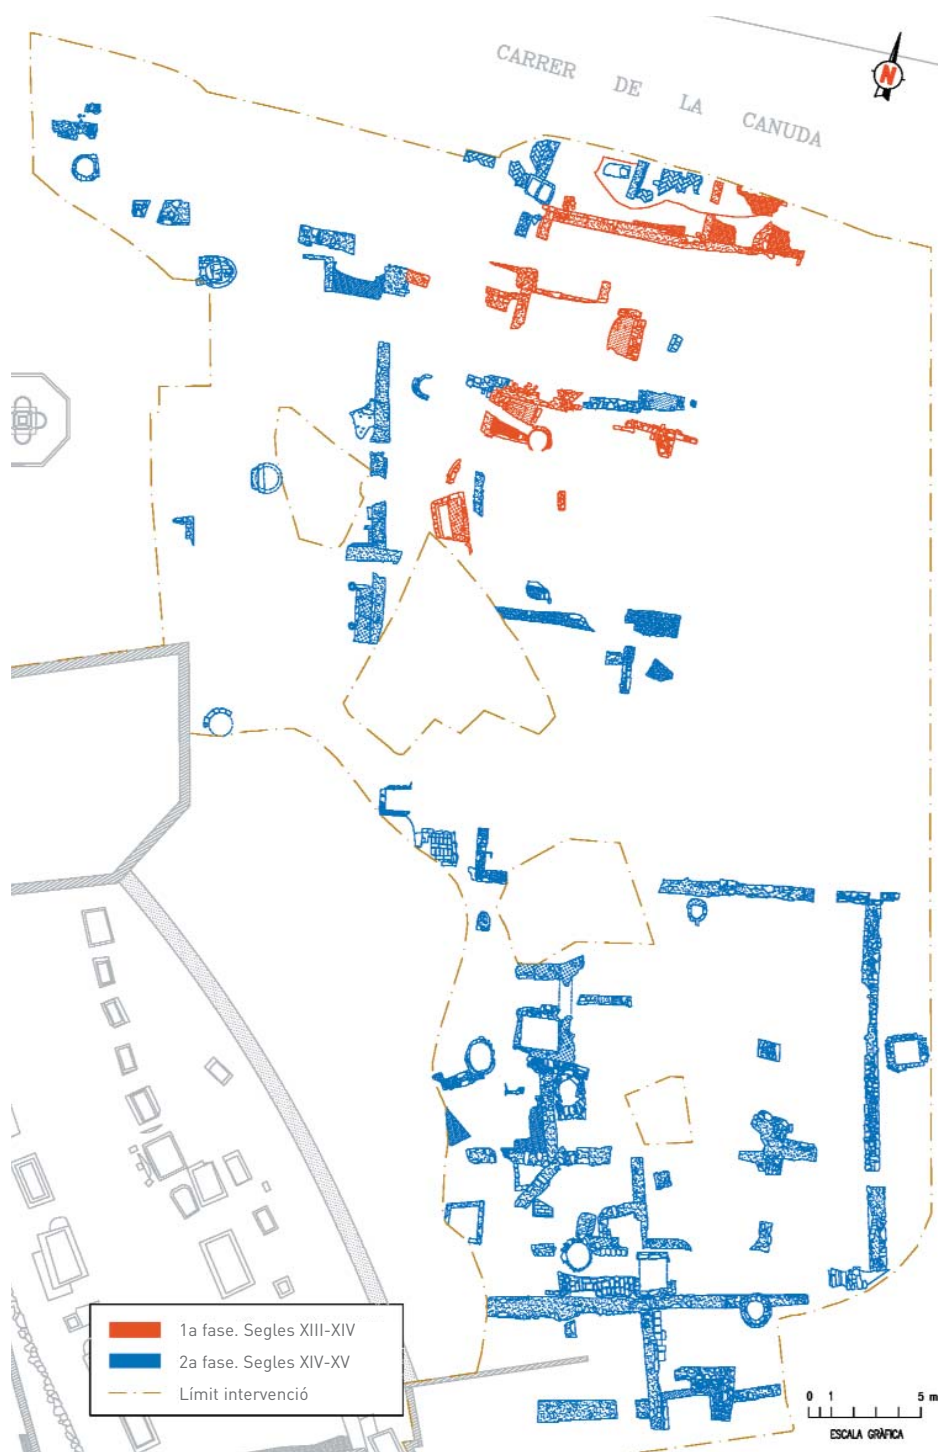 CARRER DE LA CANUDA
N
1a fase. Segles XIII-XIV
2a fase. Segles XIV-XV
Límit intervenció
0 1 5 m
ESCALA GRÀFICA